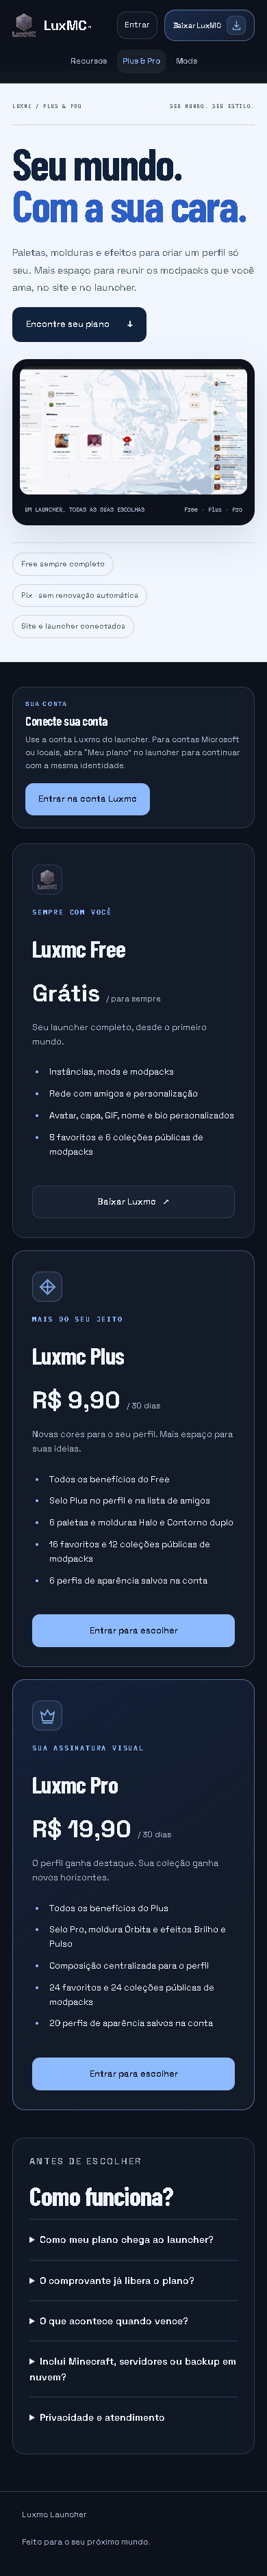 LuxMC
Entrar
Baixar LuxMC
Recursos
Plus & Pro
Mods
LUXMC / PLUS & PRO
SEU MUNDO. SEU ESTILO.
Seu mundo.
Com a sua cara.
Paletas, molduras e efeitos para criar um perfil só
seu. Mais espaço para reunir os modpacks que você
ama, no site e no launcher.
Encontre seu plano ↓
UM LAUNCHER, TODAS AS SUAS ESCOLHAS
Free · Plus · Pro
Free sempre completo
Pix · sem renovação automática
Site e launcher conectados
SUA CONTA
Conecte sua conta
Use a conta Luxmc do launcher. Para contas Microsoft
ou locais, abra "Meu plano" no launcher para continuar
com a mesma identidade.
Entrar na conta Luxmc
SEMPRE COM VOCÊ
Luxmc Free
Grátis / para sempre
Seu launcher completo, desde o primeiro
mundo.
Instâncias, mods e modpacks
Rede com amigos e personalização
Avatar, capa, GIF, nome e bio personalizados
8 favoritos e 6 coleções públicas de
modpacks
Baixar Luxmc ↗
MAIS DO SEU JEITO
Luxmc Plus
R$ 9,90 / 30 dias
Novas cores para o seu perfil. Mais espaço para
suas ideias.
Todos os benefícios do Free
Selo Plus no perfil e na lista de amigos
6 paletas e molduras Halo e Contorno duplo
16 favoritos e 12 coleções públicas de
modpacks
6 perfis de aparência salvos na conta
Entrar para escolher
SUA ASSINATURA VISUAL
Luxmc Pro
R$ 19,90 / 30 dias
O perfil ganha destaque. Sua coleção ganha
novos horizontes.
Todos os benefícios do Plus
Selo Pro, moldura Órbita e efeitos Brilho e
Pulso
Composição centralizada para o perfil
24 favoritos e 24 coleções públicas de
modpacks
20 perfis de aparência salvos na conta
Entrar para escolher
ANTES DE ESCOLHER
Como funciona?
Como meu plano chega ao launcher?
O comprovante já libera o plano?
O que acontece quando vence?
Inclui Minecraft, servidores ou backup em
nuvem?
Privacidade e atendimento
Luxmc Launcher
Feito para o seu próximo mundo.